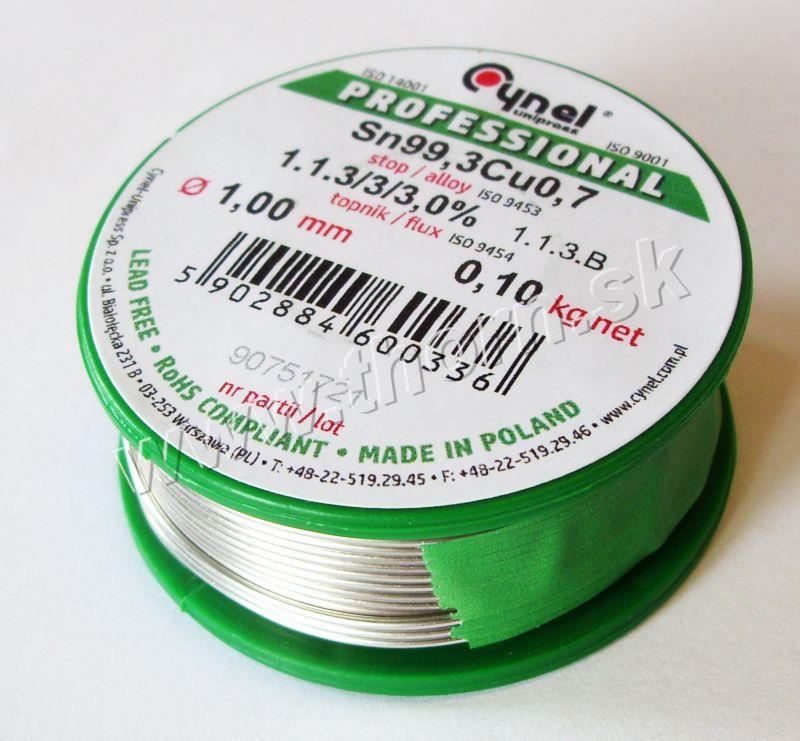 Cynel®
unipress
ISO 14001
PROFESSIONAL
ISO 9001
Sn99,3Cu0,7
stop / alloy ISO 9453
1.1.3/3/3,0% 1.1.3.B
topnik / flux ISO 9454
Ø 1,00 mm
0,10 kg net
5 902884 600336
90751721
nr partii / lot
LEAD FREE • RoHS COMPLIANT • MADE IN POLAND
Cynel-Unipress Sp. z o.o. • ul. Białołęcka 231 B • 03-253 Warszawa (PL) • T: +48-22-519.29.45 • F: +48-22-519.29.46 • www.cynel.com.pl
www.thorn.sk